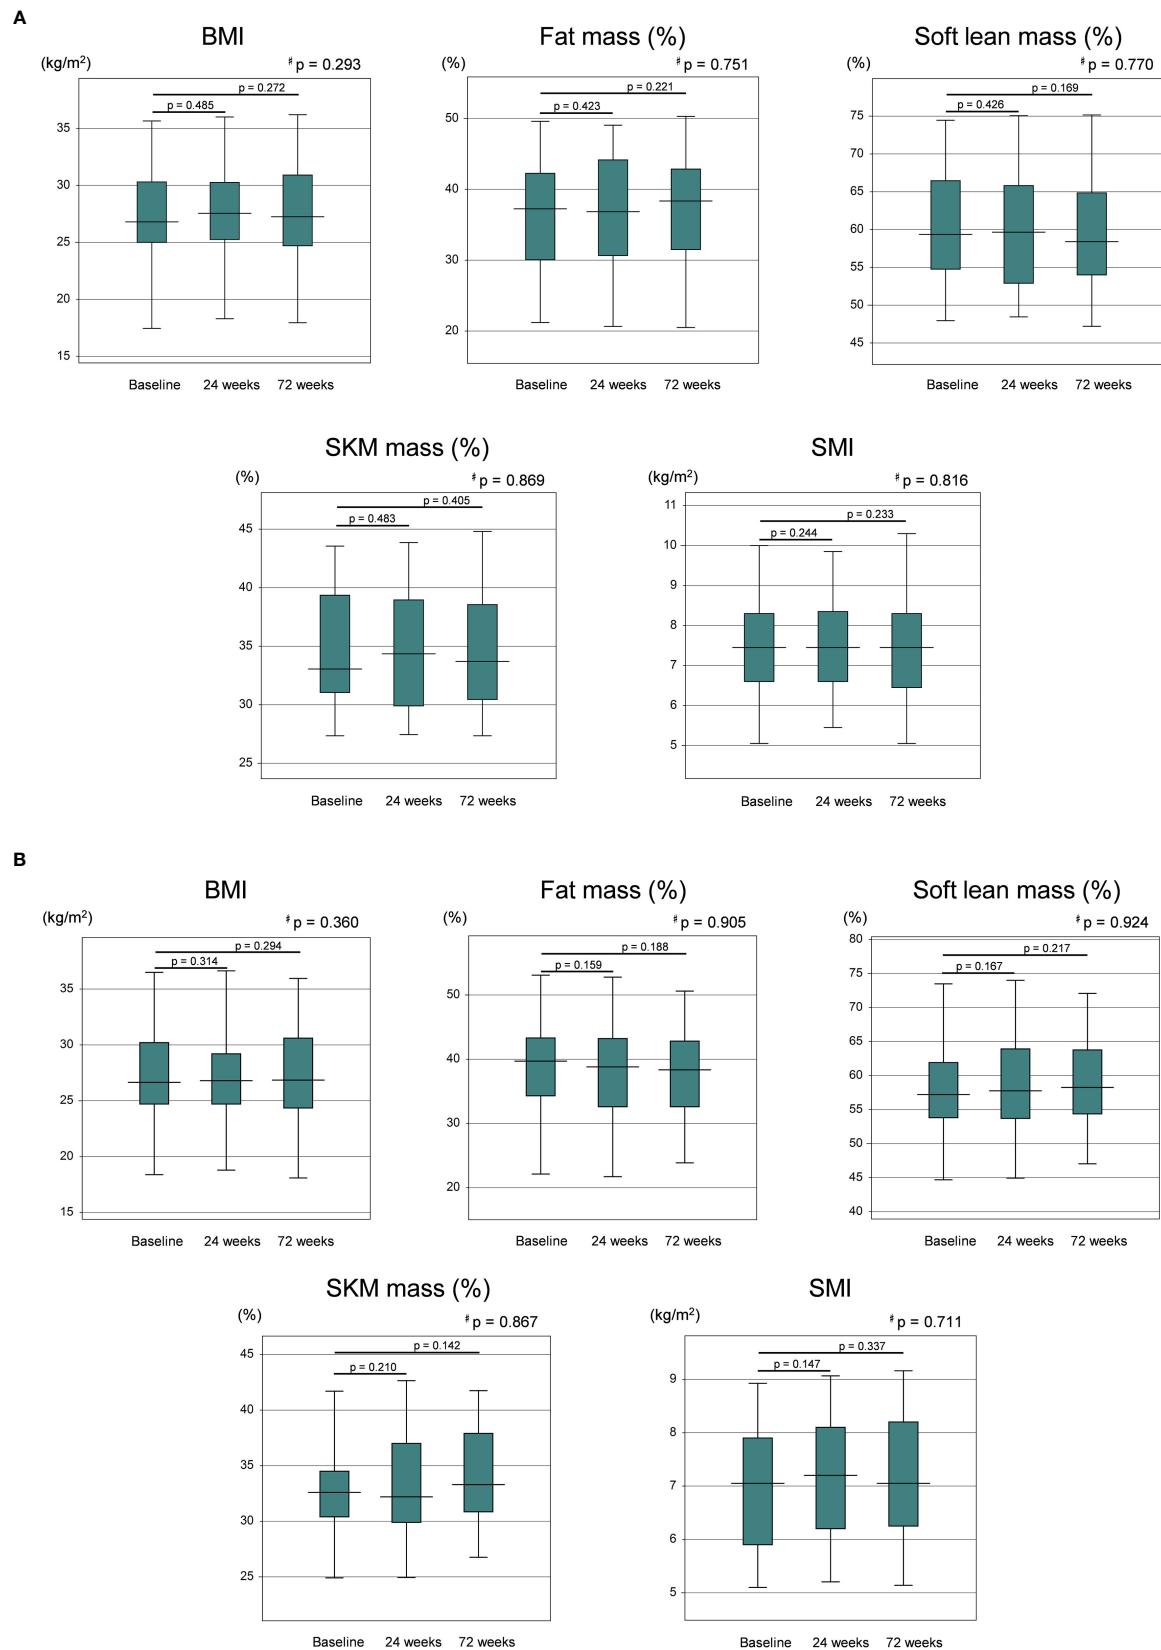 A
BMI
(kg/m²)
♯p = 0.293
p = 0.272
p = 0.485
35
30
25
20
15
Baseline 24 weeks 72 weeks
Fat mass (%)
(%)
♯p = 0.751
p = 0.221
p = 0.423
50
40
30
20
Baseline 24 weeks 72 weeks
Soft lean mass (%)
(%)
♯p = 0.770
p = 0.169
p = 0.426
75
70
65
60
55
50
45
Baseline 24 weeks 72 weeks
SKM mass (%)
(%)
♯p = 0.869
p = 0.405
p = 0.483
45
40
35
30
25
Baseline 24 weeks 72 weeks
SMI
(kg/m²)
♯p = 0.816
p = 0.233
p = 0.244
11
10
9
8
7
6
5
Baseline 24 weeks 72 weeks
B
BMI
(kg/m²)
♯p = 0.360
p = 0.294
p = 0.314
35
30
25
20
15
Baseline 24 weeks 72 weeks
Fat mass (%)
(%)
♯p = 0.905
p = 0.188
p = 0.159
50
40
30
20
Baseline 24 weeks 72 weeks
Soft lean mass (%)
(%)
♯p = 0.924
p = 0.217
p = 0.167
80
75
70
65
60
55
50
45
40
Baseline 24 weeks 72 weeks
SKM mass (%)
(%)
♯p = 0.867
p = 0.142
p = 0.210
45
40
35
30
25
Baseline 24 weeks 72 weeks
SMI
(kg/m²)
♯p = 0.711
p = 0.337
p = 0.147
9
8
7
6
5
Baseline 24 weeks 72 weeks